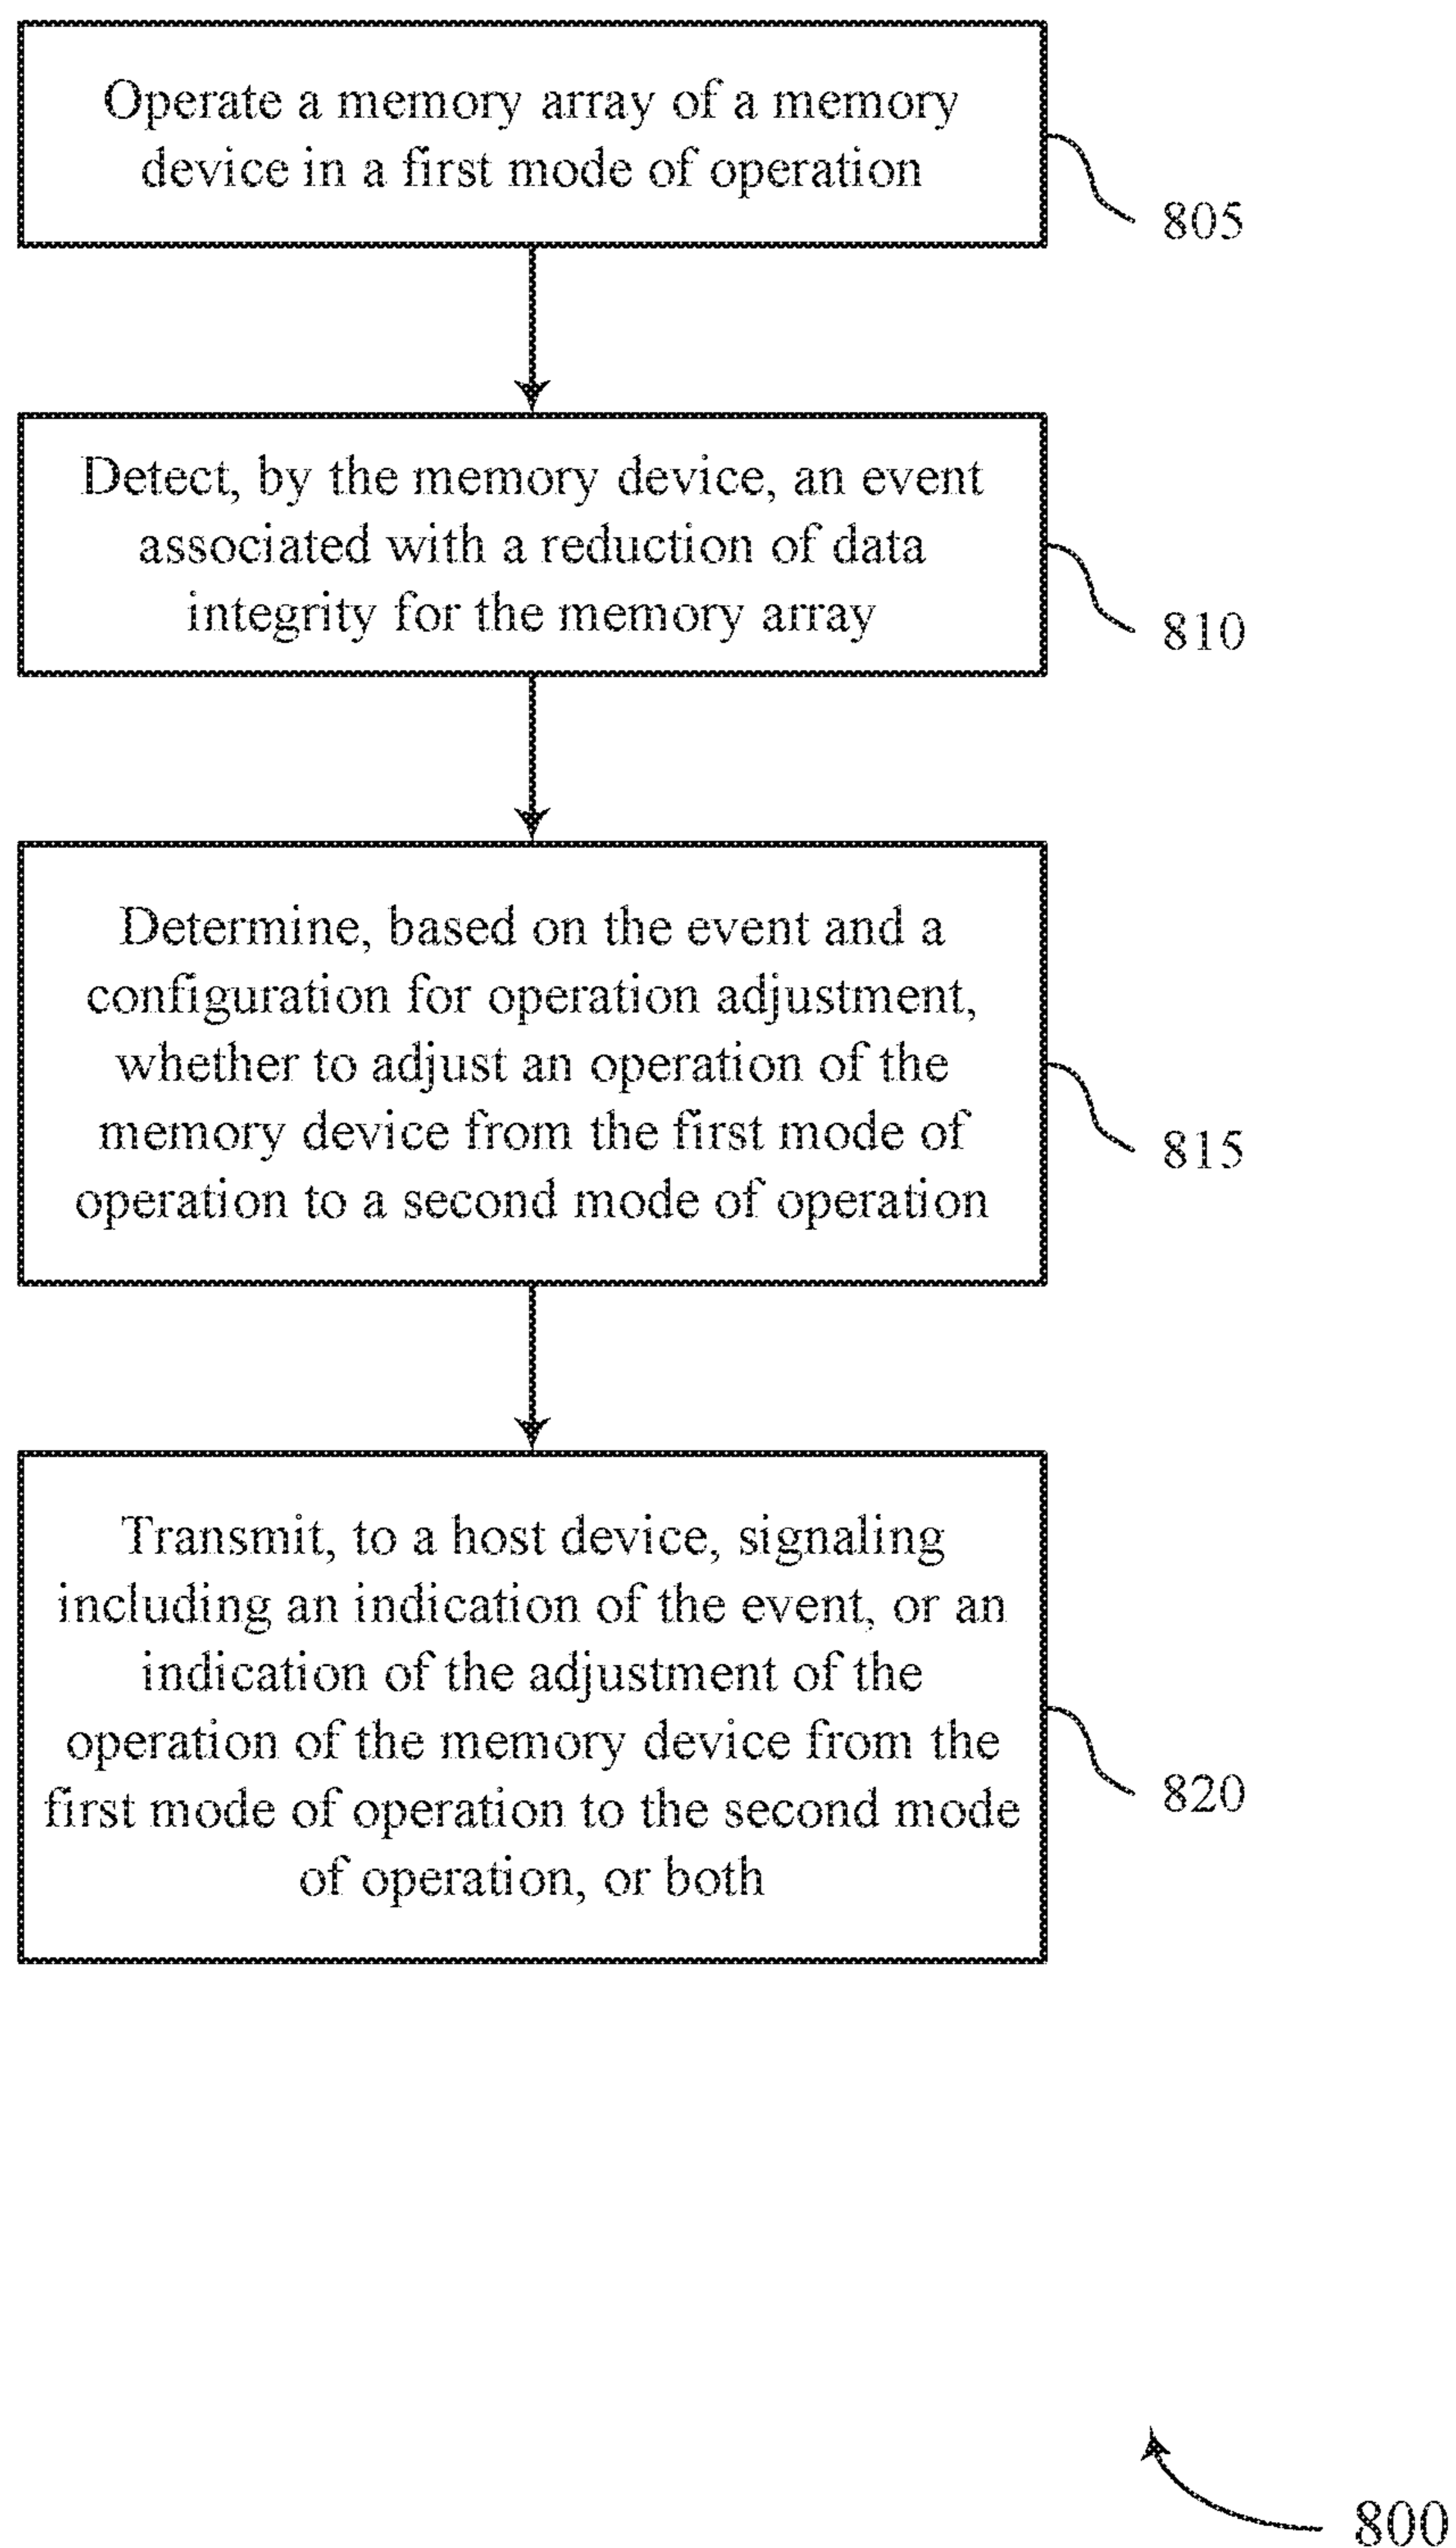 Operate a memory array of a memory
device in a first mode of operation
805
Detect, by the memory device, an event
associated with a reduction of data
integrity for the memory array
810
Determine, based on the event and a
configuration for operation adjustment,
whether to adjust an operation of the
memory device from the first mode of
operation to a second mode of operation
815
Transmit, to a host device, signaling
including an indication of the event, or an
indication of the adjustment of the
operation of the memory device from the
first mode of operation to the second mode
of operation, or both
820
800